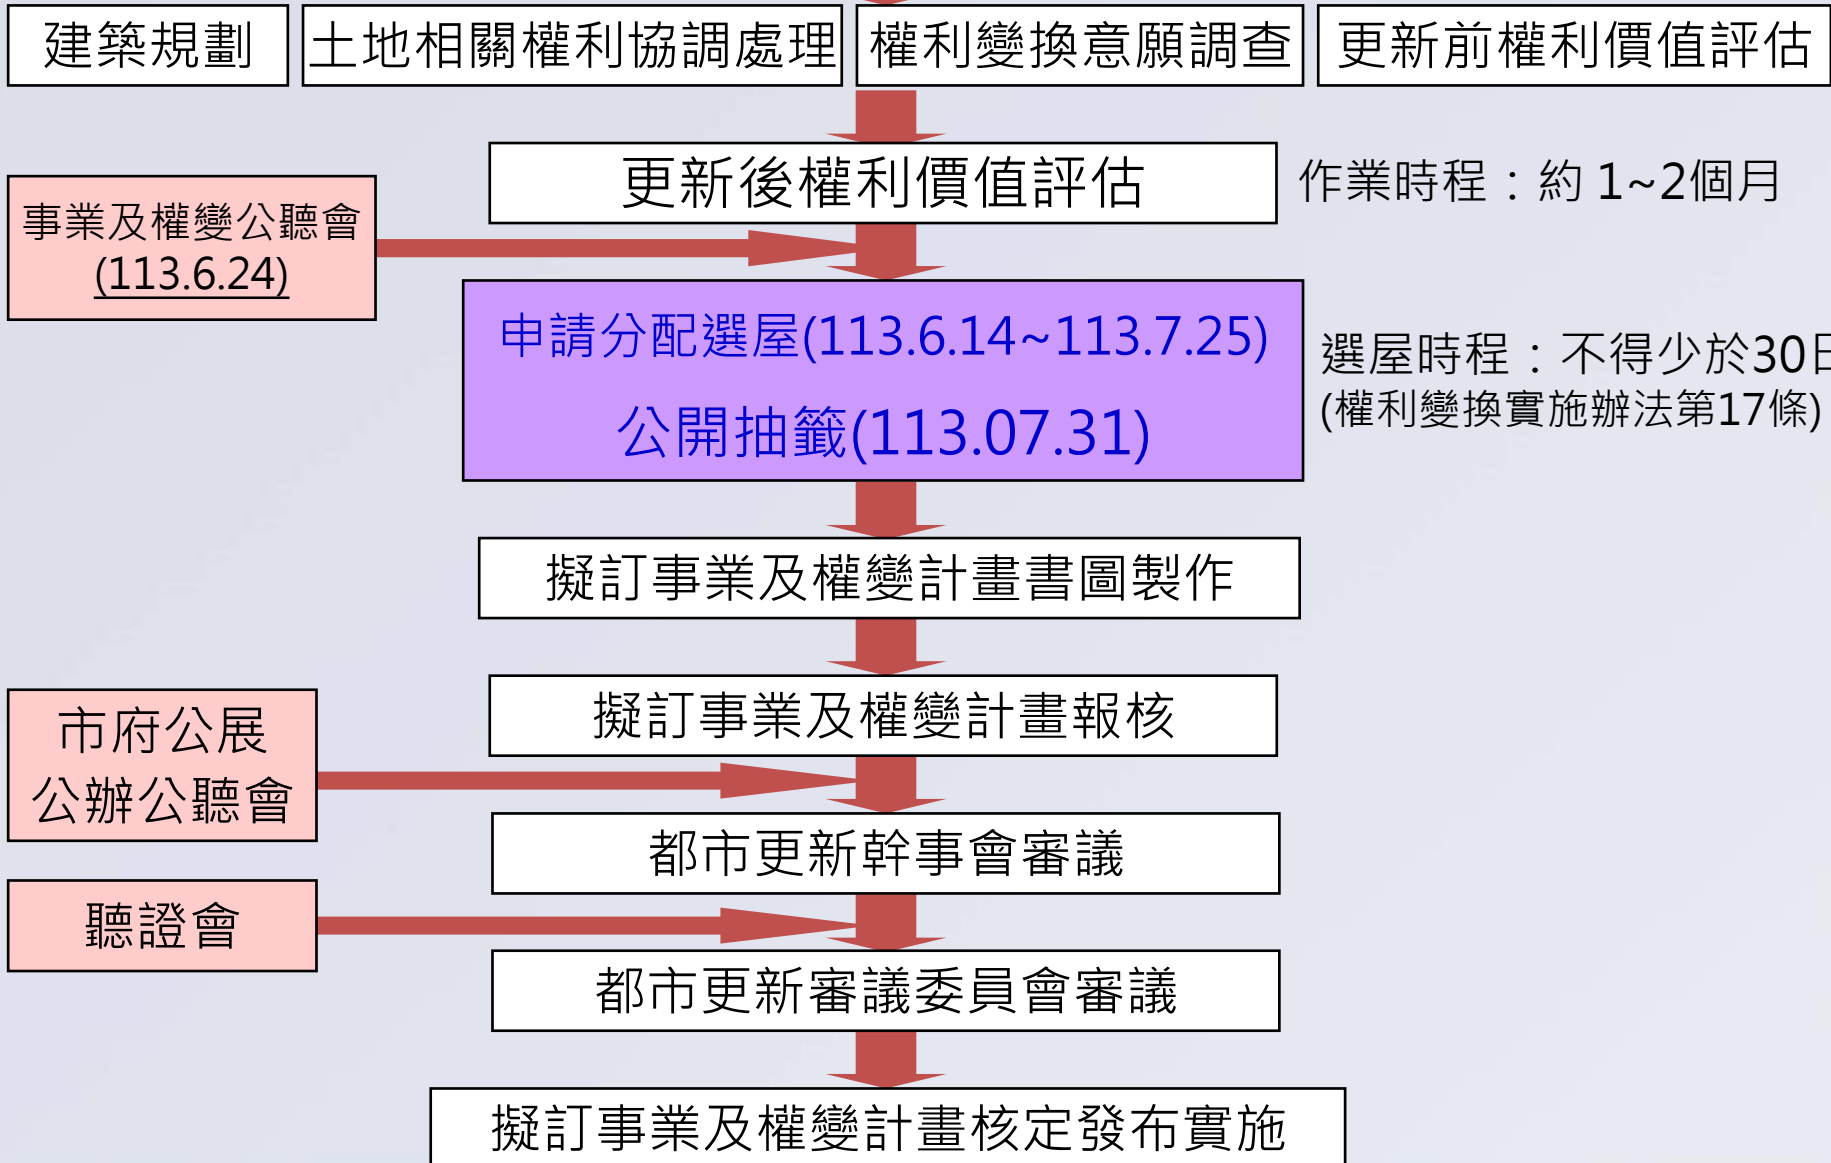 建築規劃
土地相關權利協調處理
權利變換意願調查
更新前權利價值評估
更新後權利價值評估
作業時程：約 1~2個月
事業及權變公聽會
(113.6.24)
申請分配選屋(113.6.14~113.7.25)
公開抽籤(113.07.31)
選屋時程：不得少於30日
(權利變換實施辦法第17條)
擬訂事業及權變計畫書圖製作
擬訂事業及權變計畫報核
市府公展
公辦公聽會
都市更新幹事會審議
聽證會
都市更新審議委員會審議
擬訂事業及權變計畫核定發布實施